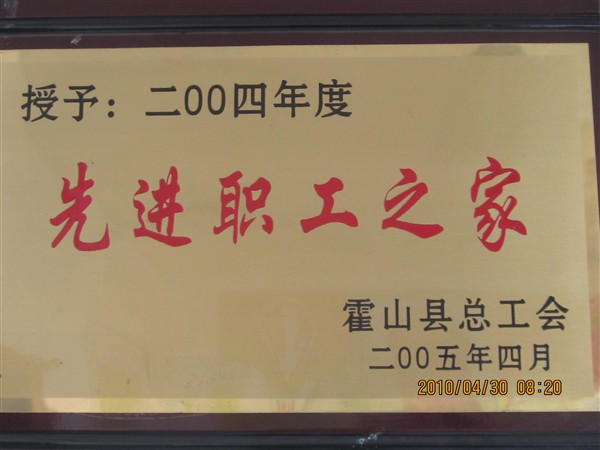 授予：二00四年度
先进职工之家
霍山县总工会
二00五年四月
2010/04/30 08:20